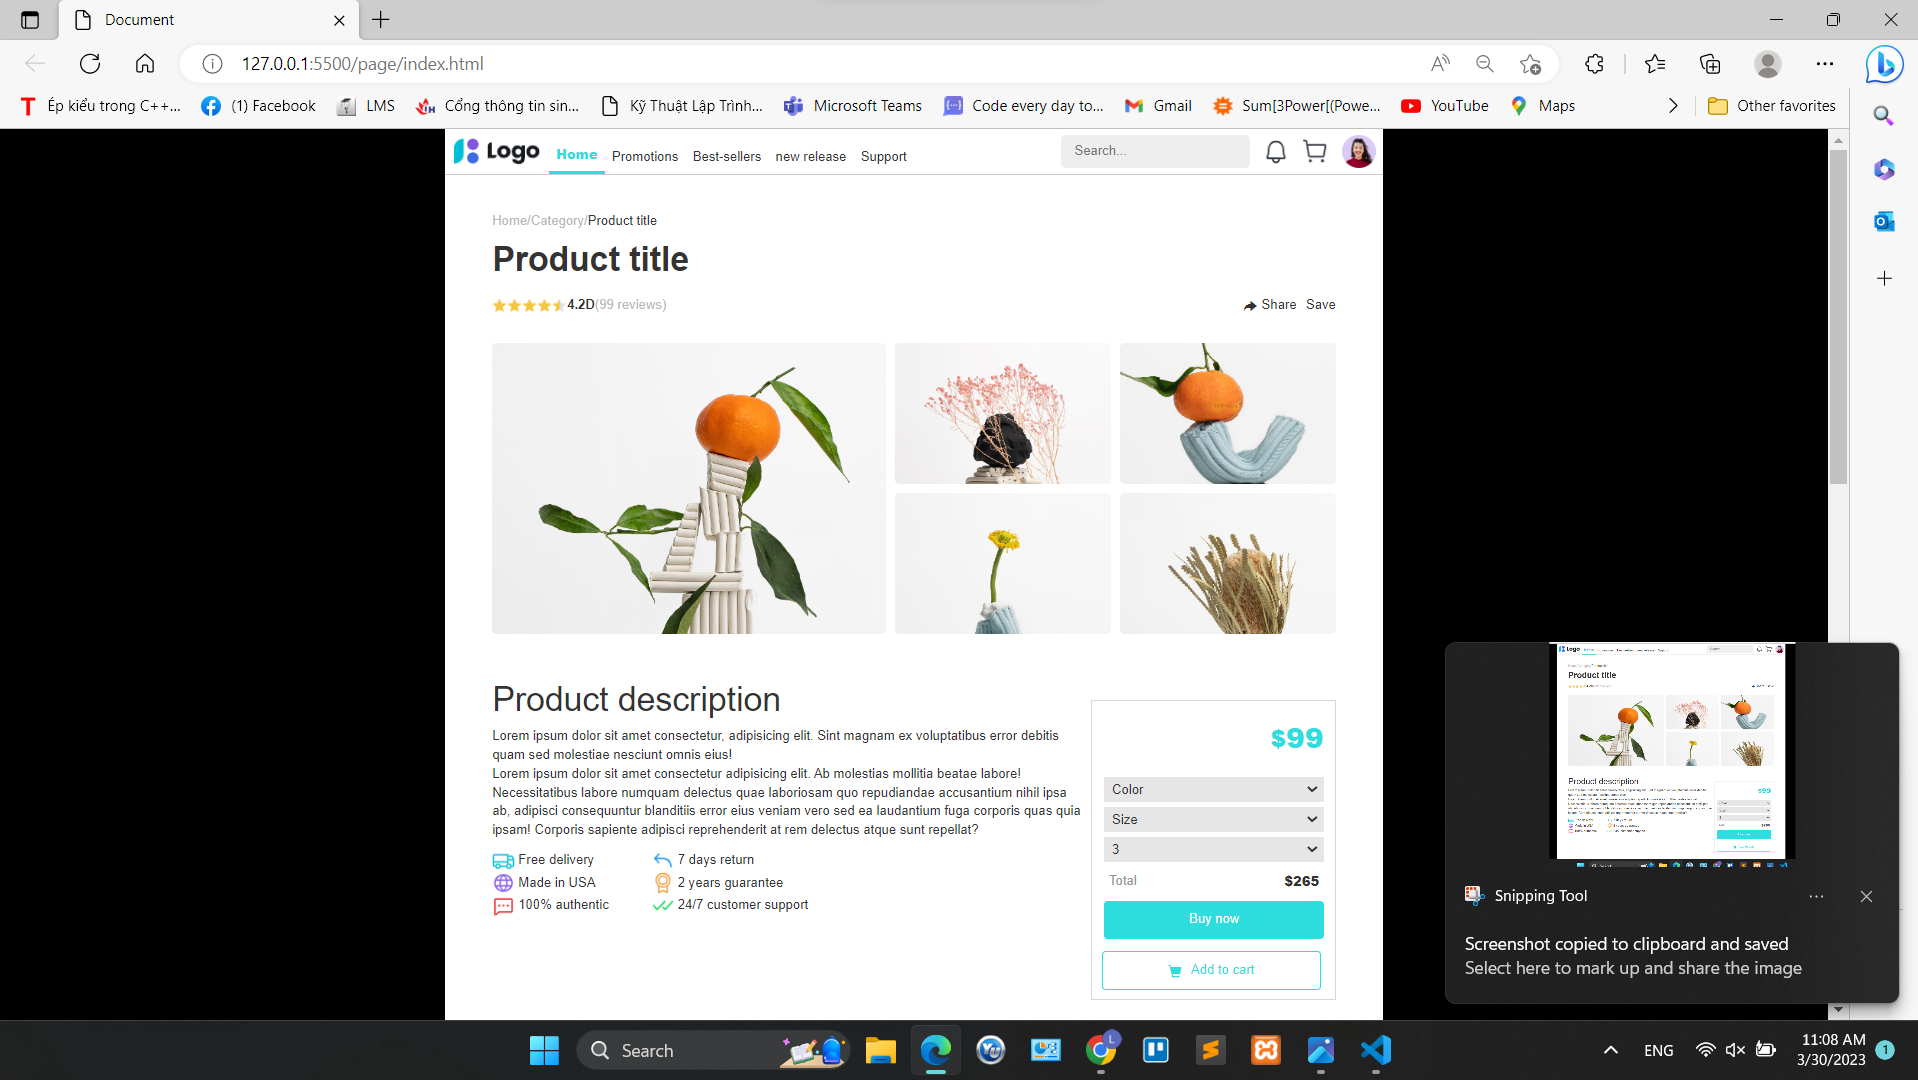 Document
127.0.0.1:5500/page/index.html
Ép kiểu trong C++...
(1) Facebook
LMS
Cổng thông tin sin...
Kỹ Thuật Lập Trình...
Microsoft Teams
Code every day to...
Gmail
Sum[3Power[(Powe...
YouTube
Maps
Other favorites
Logo
Home
Promotions
Best-sellers
new release
Support
Search...
Home/Category/Product title
Product title
4.2D(99 reviews)
Share
Save
Product description
Lorem ipsum dolor sit amet consectetur, adipisicing elit. Sint magnam ex voluptatibus error debitis
quam sed molestiae nesciunt omnis eius!
Lorem ipsum dolor sit amet consectetur adipisicing elit. Ab molestias mollitia beatae labore!
Necessitatibus labore numquam delectus quae laboriosam quo repudiandae accusantium nihil ipsa
ab, adipisci consequuntur blanditiis error eius veniam vero sed ea laudantium fuga corporis quas quia
ipsam! Corporis sapiente adipisci reprehenderit at rem delectus atque sunt repellat?
Free delivery
7 days return
Made in USA
2 years guarantee
100% authentic
24/7 customer support
$99
Color
Size
3
Total
$265
Buy now
Add to cart
Logo
Product title
Product description
$99
Snipping Tool
Screenshot copied to clipboard and saved
Select here to mark up and share the image
Search
L
ENG
11:08 AM
3/30/2023
1